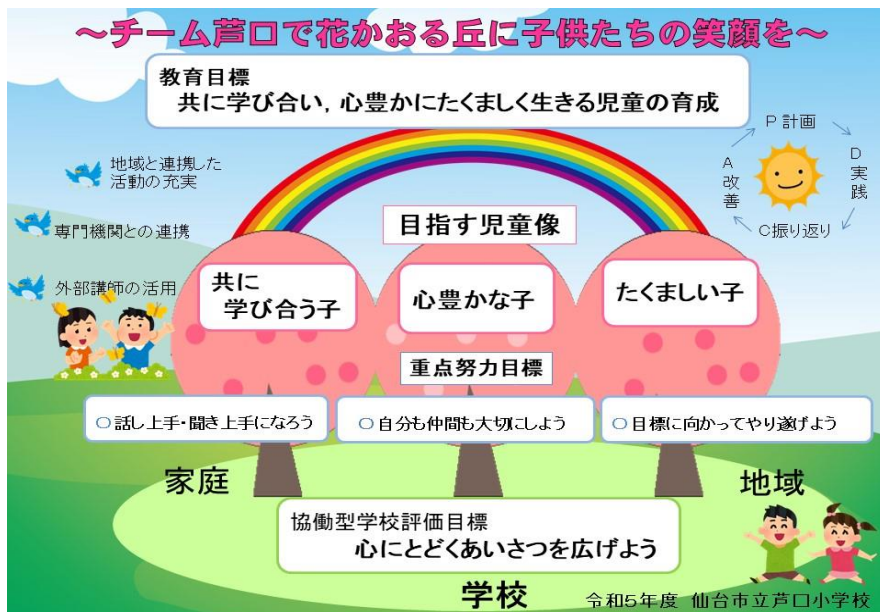 ～チーム芦口で花かおる丘に子供たちの笑顔を～
教育目標
共に学び合い，心豊かにたくましく生きる児童の育成
地域と連携した
活動の充実
専門機関との連携
外部講師の活用
P計画
D実践
C振り返り
A改善
目指す児童像
共に
学び合う子
心豊かな子
たくましい子
重点努力目標
○話し上手・聞き上手になろう
○自分も仲間も大切にしよう
○目標に向かってやり遂げよう
家庭
地域
協働型学校評価目標
心にとどくあいさつを広げよう
学校
令和5年度 仙台市立芦口小学校